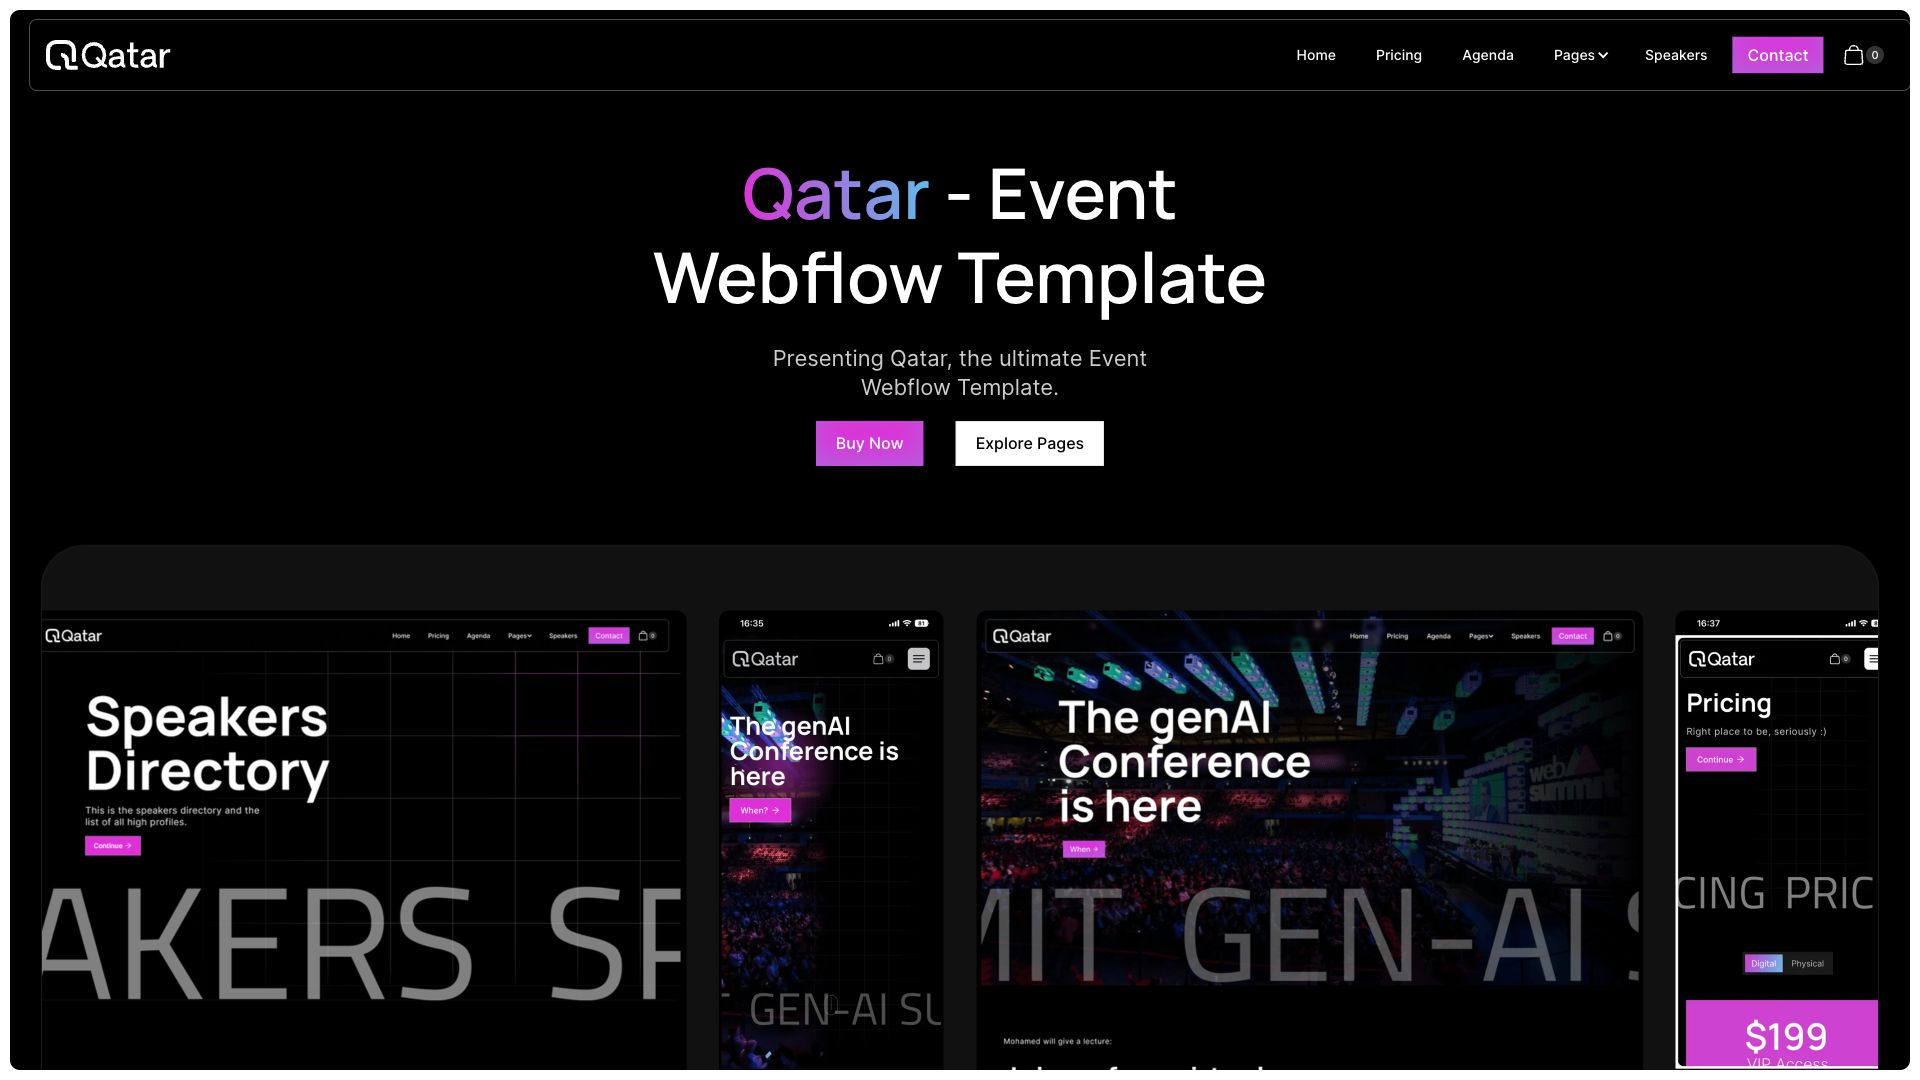 Qatar
Home
Pricing
Agenda
Pages
Speakers
Contact
0
Qatar - Event
Webflow Template
Presenting Qatar, the ultimate Event
Webflow Template.
Buy Now
Explore Pages
Qatar
Home
Pricing
Agenda
Pages
Speakers
Contact
0
Speakers
Directory
This is the speakers directory and the
list of all high profiles.
Continue →
AKERS SP
16:35
81
Qatar
0
The genAI
Conference is
here
When? →
GEN-AI SU
Qatar
Home
Pricing
Agenda
Pages
Speakers
Contact
0
The genAI
Conference
is here
When →
web
summit
MIT GEN-AI S
Mohamed will give a lecture:
16:37
Qatar
0
Pricing
Right place to be, seriously :)
Continue →
CING PRIC
Digital
Physical
$199
VIP Access